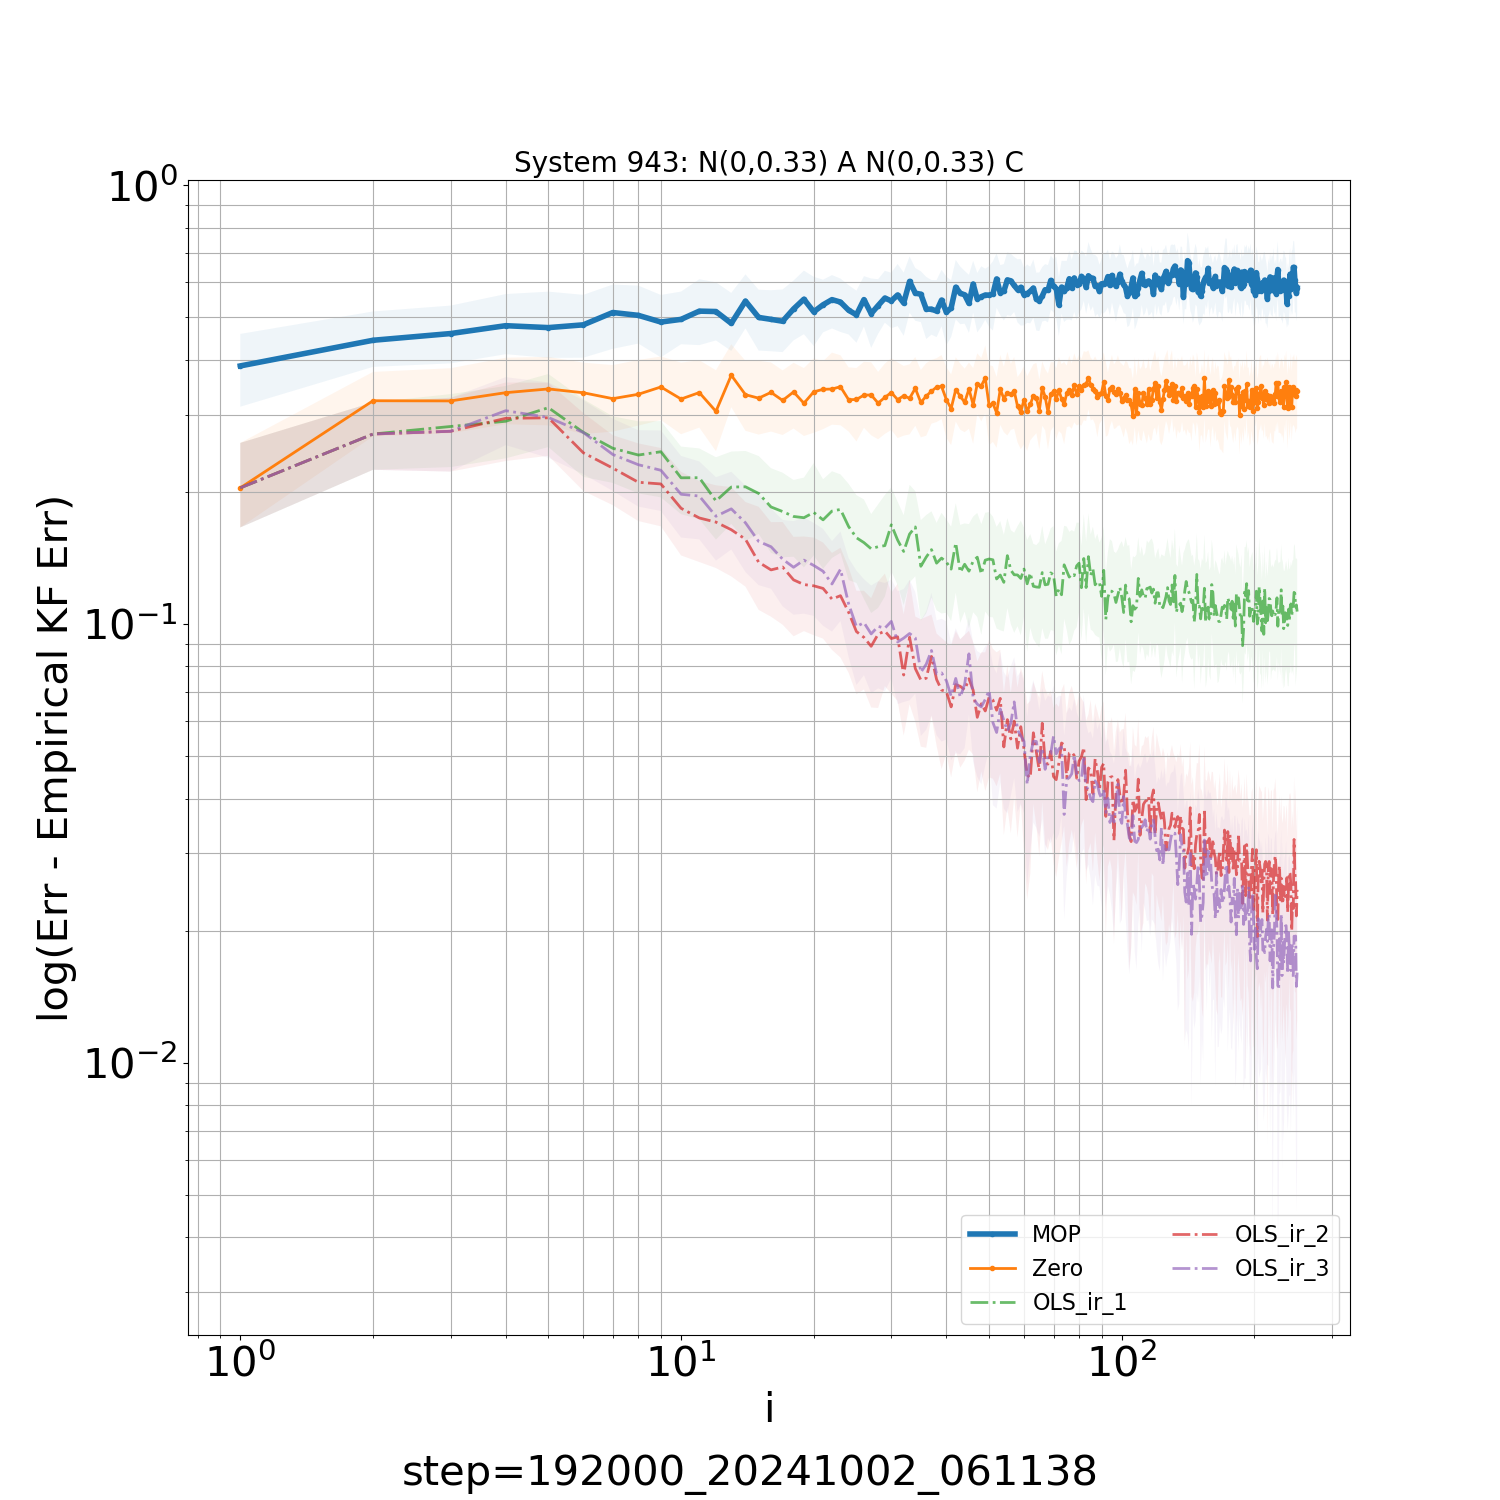 System 943: N(0,0.33) A N(0,0.33) C
10⁰
10⁻¹
10⁻²
log(Err - Empirical KF Err)
MOP
Zero
OLS_ir_1
OLS_ir_2
OLS_ir_3
10⁰ 10¹ 10²
i
step=192000_20241002_061138